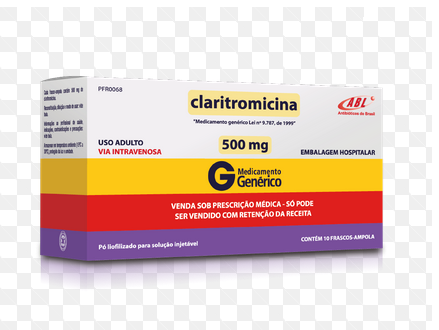 PFR0068
claritromicina
"Medicamento genérico Lei nº 9.787, de 1999"
500 mg
ABL
Antibióticos do Brasil
USO ADULTO
VIA INTRAVENOSA
EMBALAGEM HOSPITALAR
G Medicamento
Genérico
VENDA SOB PRESCRIÇÃO MÉDICA - SÓ PODE
SER VENDIDO COM RETENÇÃO DA RECEITA
Pó liofilizado para solução injetável
CONTÉM 10 FRASCOS-AMPOLA